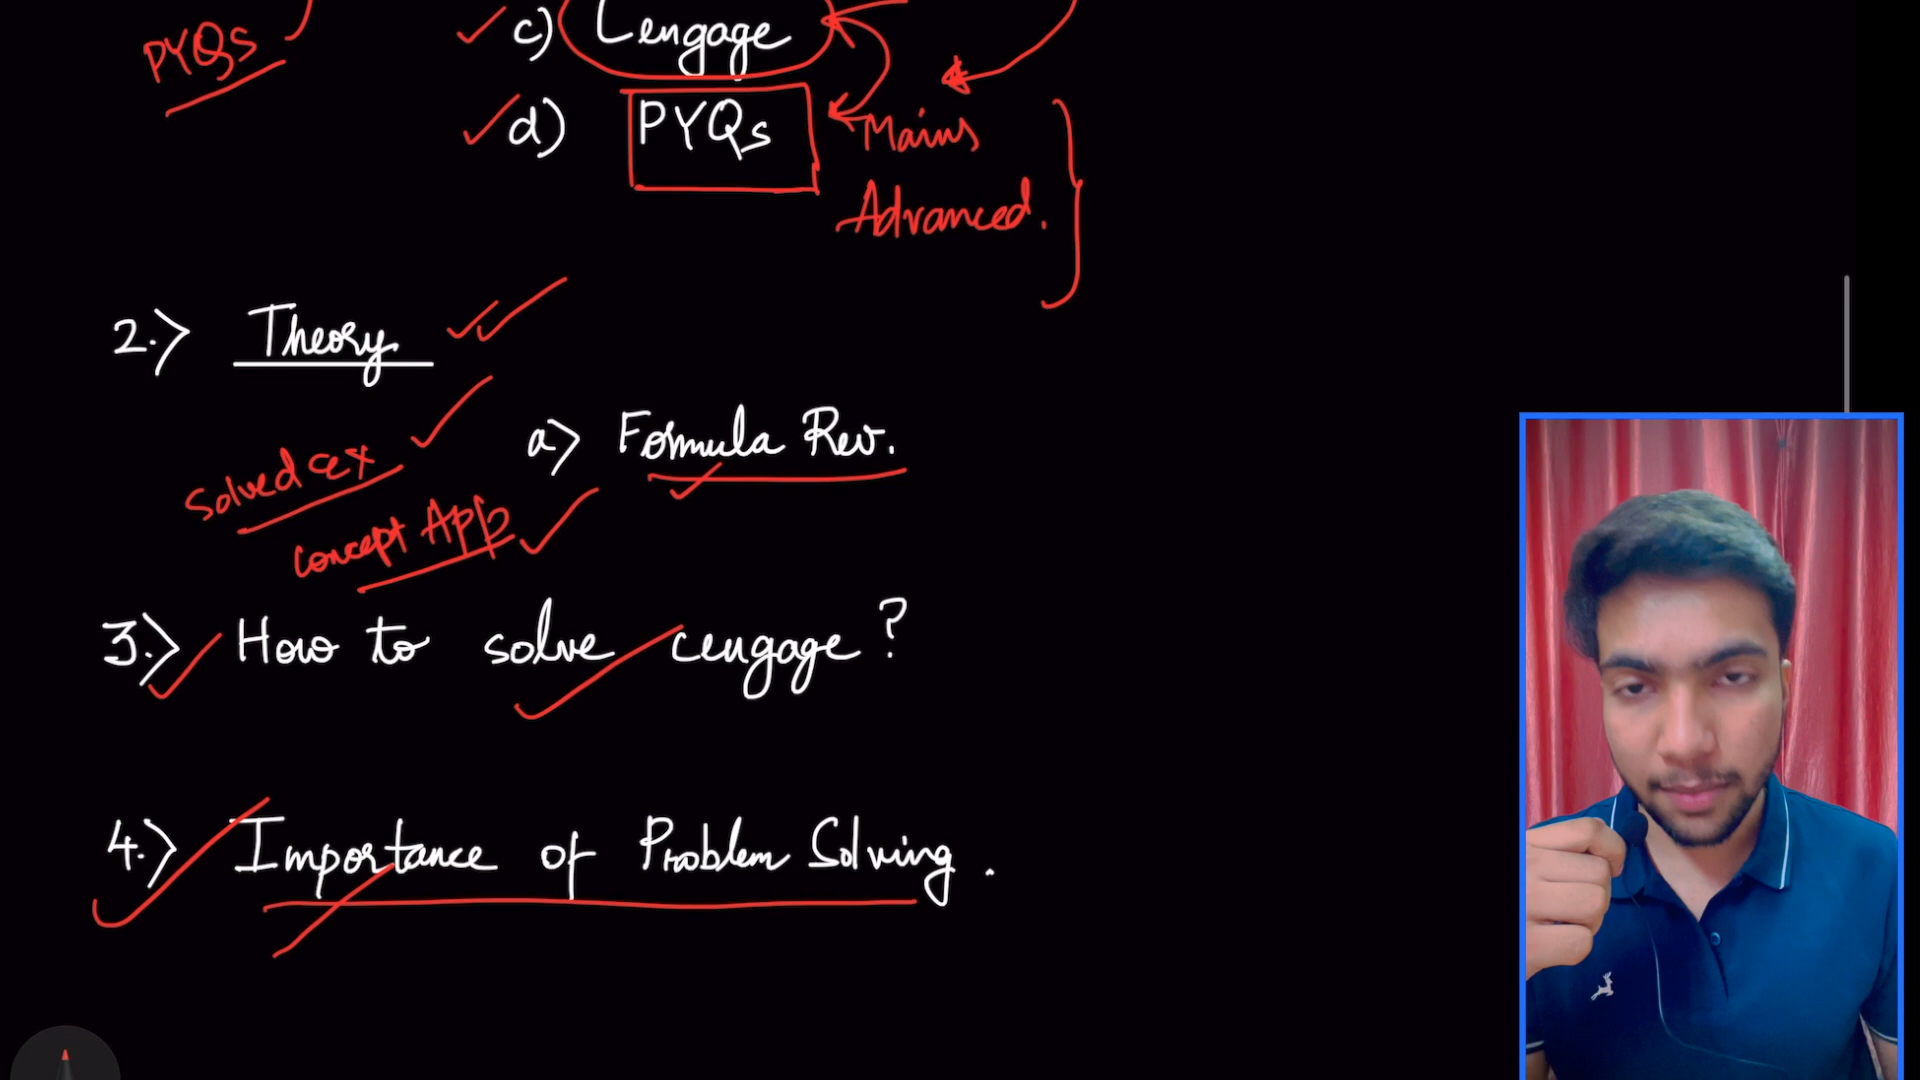 c) Cengage
PYQs
d) PYQs
Mains
Advanced.
2.) Theory
a) Formula Rev.
Solved ex
Concept App
3.) How to solve cengage?
4.) Importance of Problem Solving.